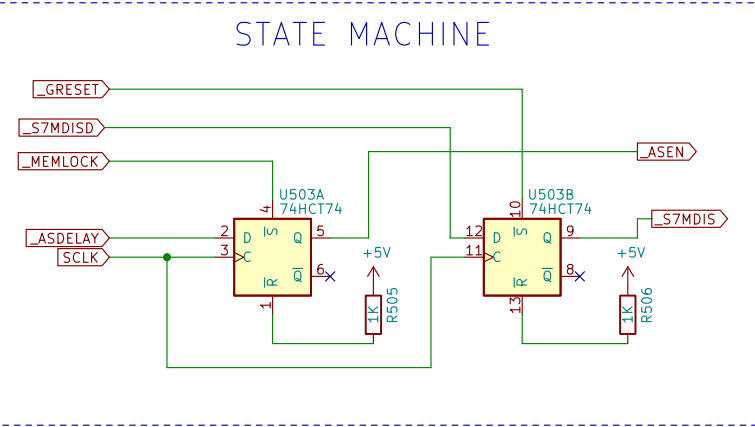 STATE MACHINE
_GRESET
_S7MDISD
_MEMLOCK
_ASEN
U503A
74HCT74
U503B
74HCT74
4
S
10
S
_S7MDIS
_ASDELAY
2
D
Q
5
12
D
Q
9
SCLK
3
C
11
C
+5V
+5V
Q
6
Q
8
R
1
R
13
1K
R505
1K
R506